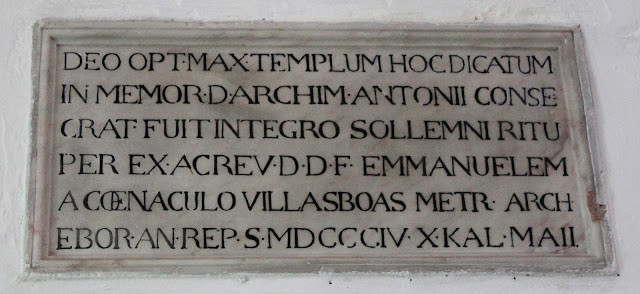 DEO OPT·MAX·TEMPLUM HOC DICATUM
IN MEMOR·D·ARCHIM·ANTONII CONSE
CRAT·FUIT INTEGRO SOLLEMNI RITU
PER EX·AC REV·D·D·F· EMMANUELEM
A CŒNACULO VILLASBOAS METR· ARCH
EBOR·AN·REP·S·MDCCCIV·X·KAL·MAII.